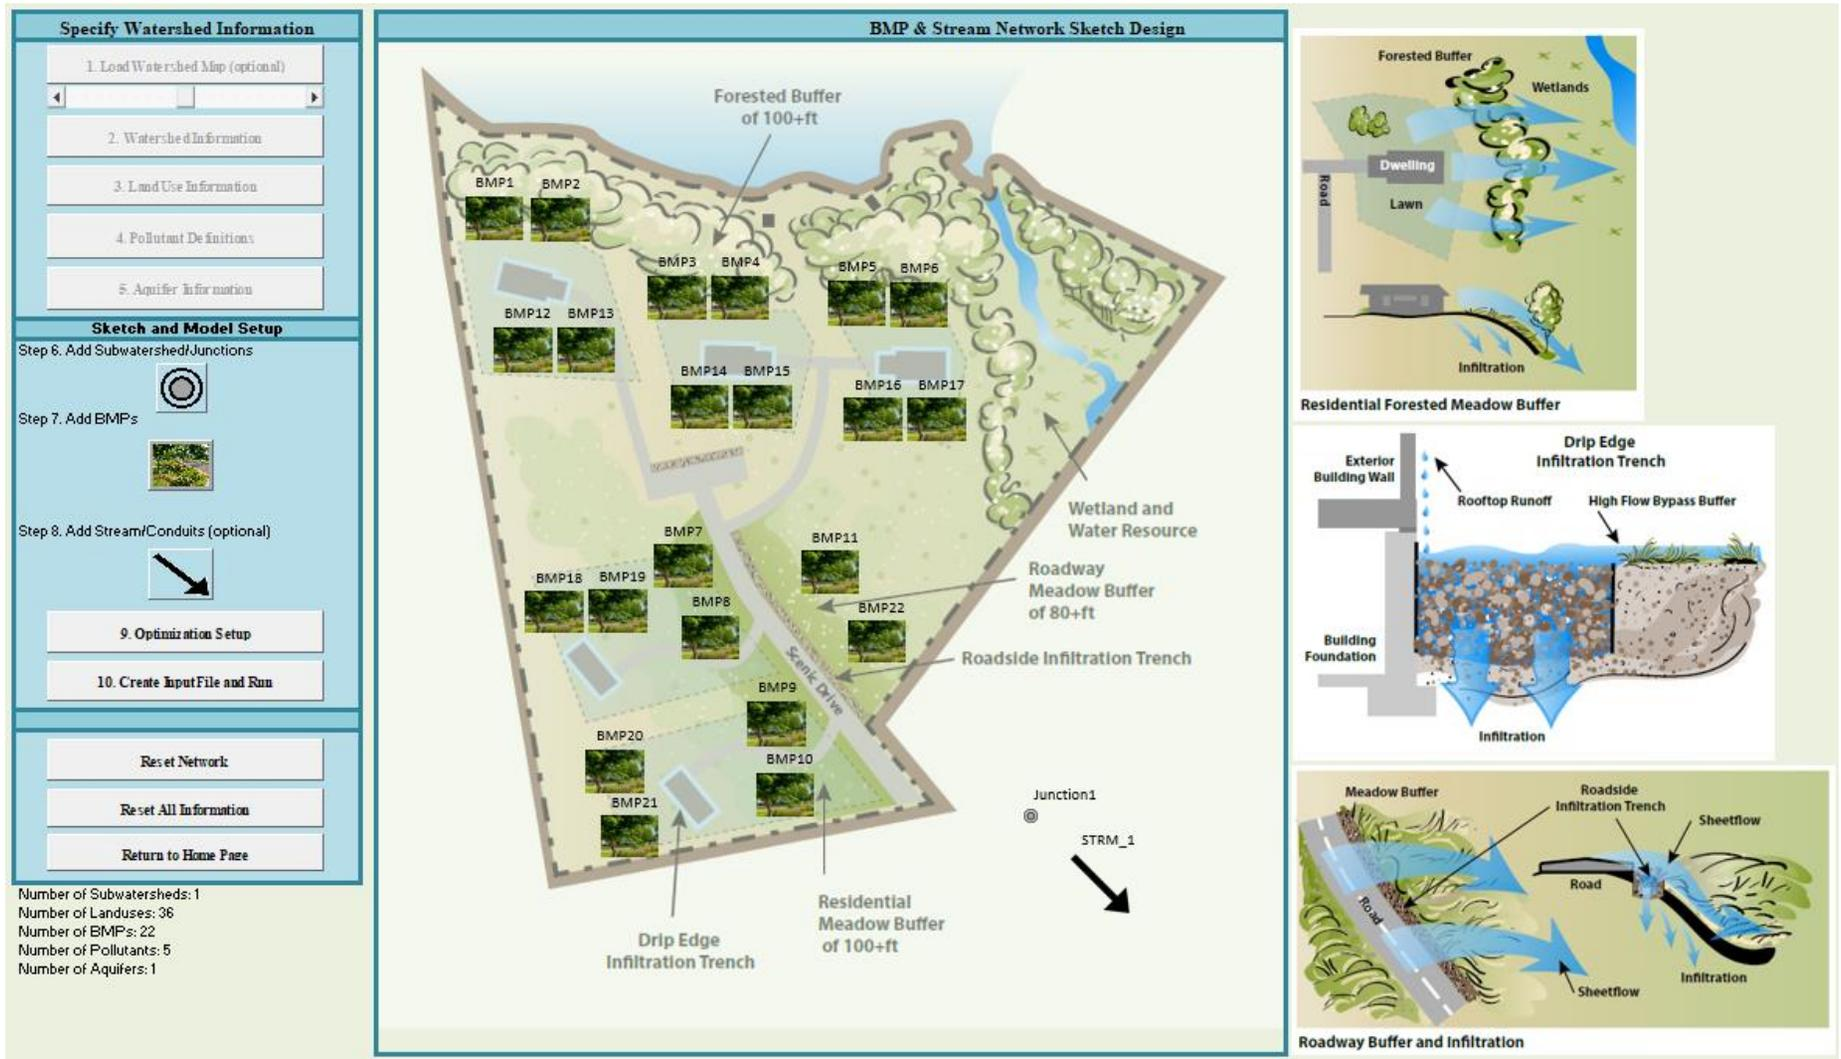 Specify Watershed Information
1. Load Watershed Map (optional)
2. Watershed Information
3. Land Use Information
4. Pollutant Definitions
5. Aquifer Information
Sketch and Model Setup
Step 6. Add Subwatershed/Junctions
Step 7. Add BMPs
Step 8. Add Stream/Conduits (optional)
9. Optimization Setup
10. Create Input File and Run
Reset Network
Reset All Information
Return to Home Page
Number of Subwatersheds: 1
Number of Landuses: 36
Number of BMPs: 22
Number of Pollutants: 5
Number of Aquifers: 1
BMP & Stream Network Sketch Design
Forested Buffer
of 100+ft
BMP1 BMP2
BMP3 BMP4
BMP5 BMP6
BMP12 BMP13
BMP14 BMP15
BMP16 BMP17
Wetland and
Water Resource
BMP7
BMP11
BMP18 BMP19
BMP8
BMP22
Roadway
Meadow Buffer
of 80+ft
Roadside Infiltration Trench
Scenic Drive
BMP9
BMP20
BMP10
BMP21
Junction1
STRM_1
Residential
Meadow Buffer
of 100+ft
Drip Edge
Infiltration Trench
Forested Buffer
Wetlands
Dwelling
Road
Lawn
Infiltration
Residential Forested Meadow Buffer
Drip Edge
Infiltration Trench
Exterior
Building Wall
Rooftop Runoff
High Flow Bypass Buffer
Building
Foundation
Infiltration
Meadow Buffer
Roadside
Infiltration Trench
Sheetflow
Road
Road
Infiltration
Sheetflow
Roadway Buffer and Infiltration